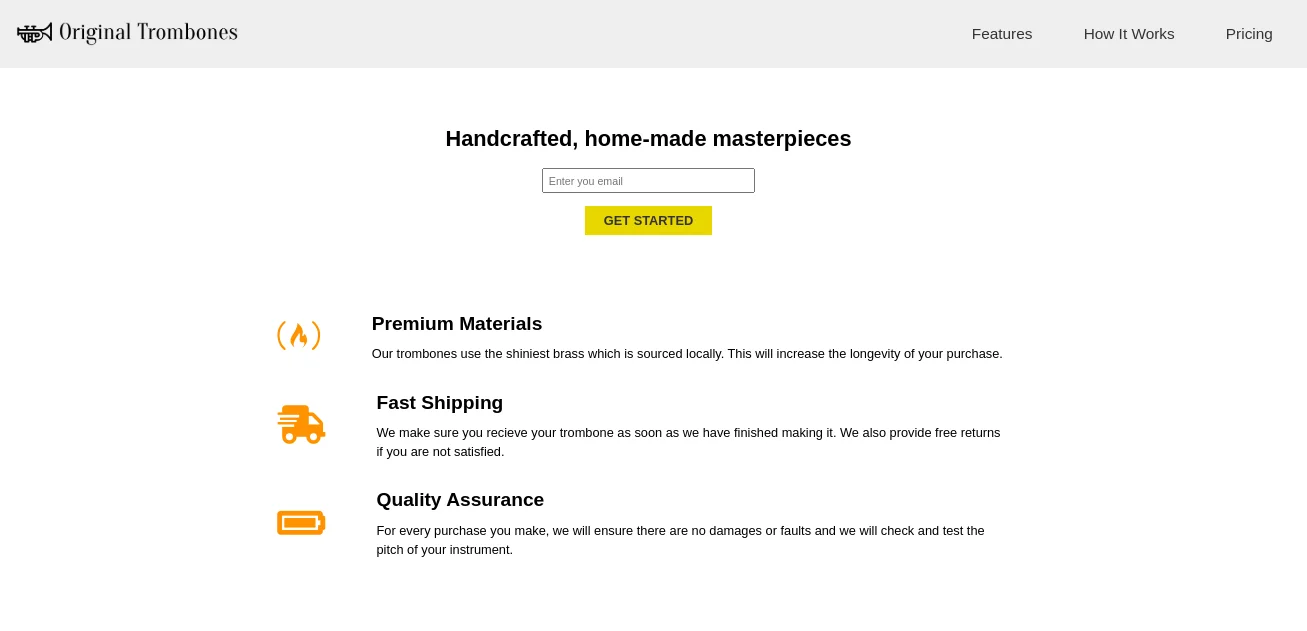 Original Trombones
Features
How It Works
Pricing
Handcrafted, home-made masterpieces
Enter you email
GET STARTED
Premium Materials
Our trombones use the shiniest brass which is sourced locally. This will increase the longevity of your purchase.
Fast Shipping
We make sure you recieve your trombone as soon as we have finished making it. We also provide free returns
if you are not satisfied.
Quality Assurance
For every purchase you make, we will ensure there are no damages or faults and we will check and test the
pitch of your instrument.